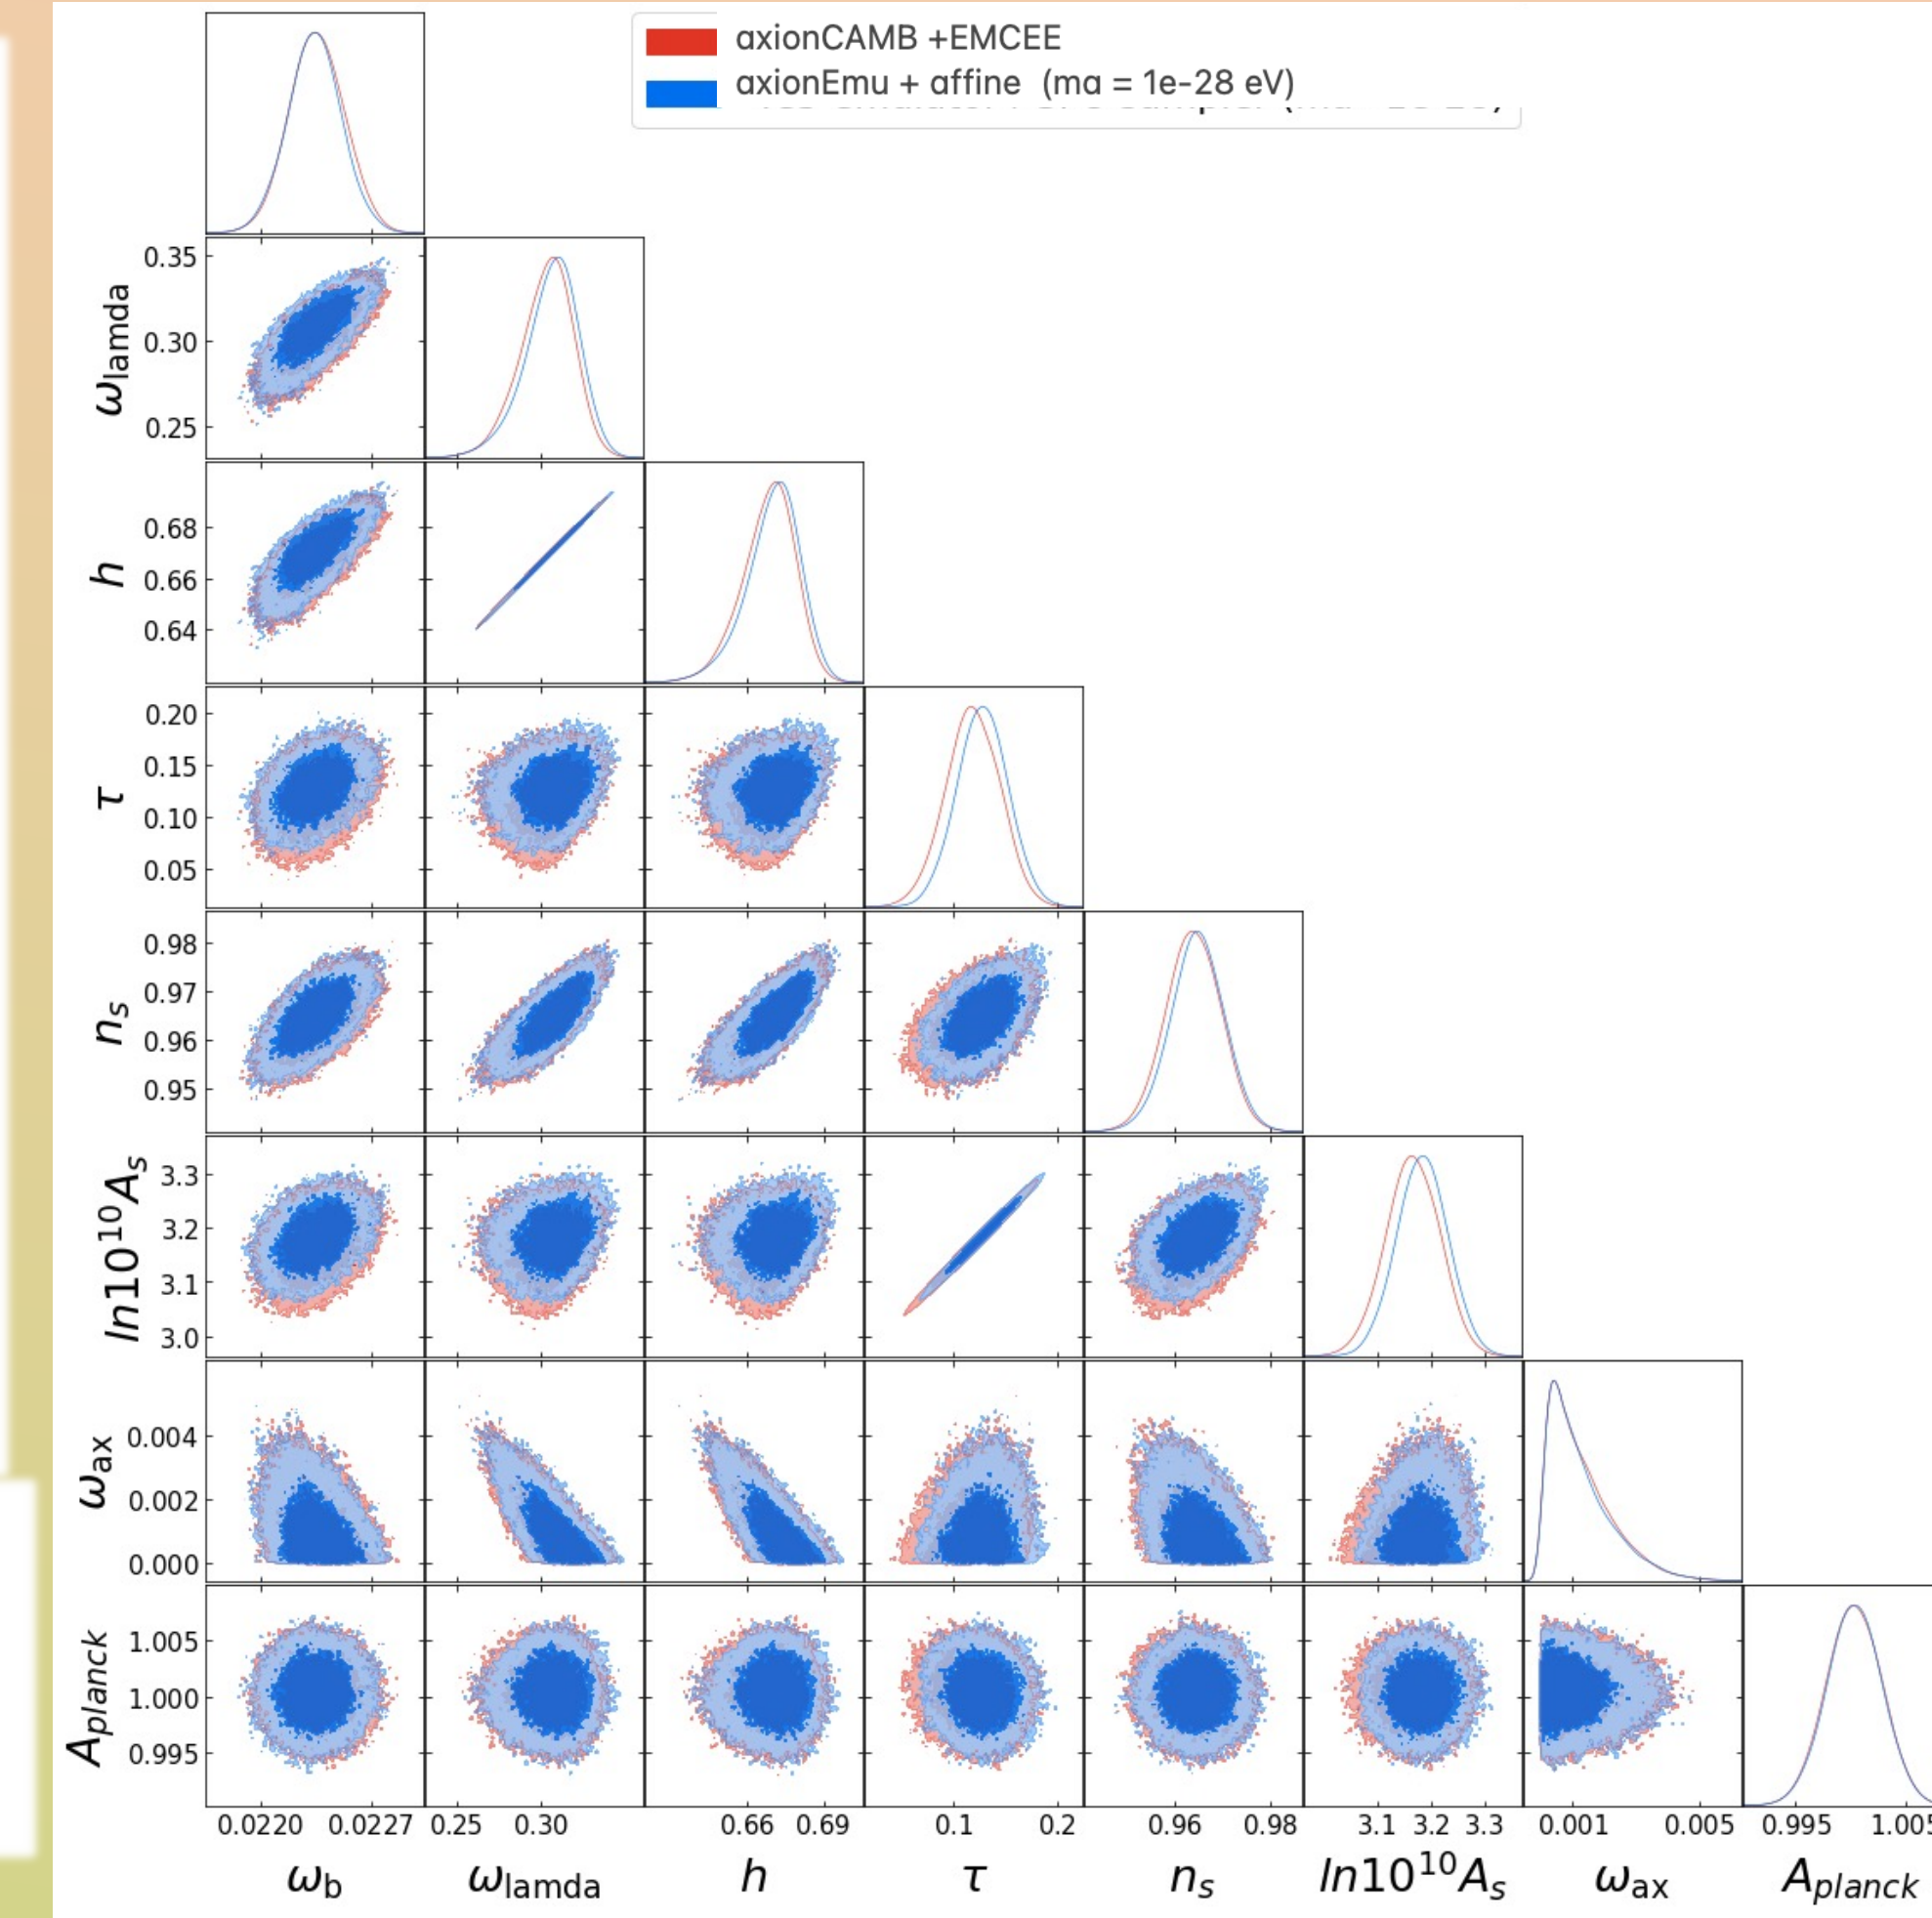 axionCAMB +EMCEE
axionEmu + affine (ma = 1e-28 eV)
0.35
ωlamda
0.30
0.25
0.68
h
0.66
0.64
0.20
0.15
τ
0.10
0.05
0.98
0.97
ns
0.96
0.95
3.3
ln10¹⁰As
3.2
3.1
3.0
0.004
ωax
0.002
0.000
1.005
Aplanck
1.000
0.995
0.0220 0.0227 0.25 0.30 0.66 0.69 0.1 0.2 0.96 0.98 3.1 3.2 3.3 0.001 0.005 0.995 1.005
ωb ωlamda h τ ns ln10¹⁰As ωax Aplanck